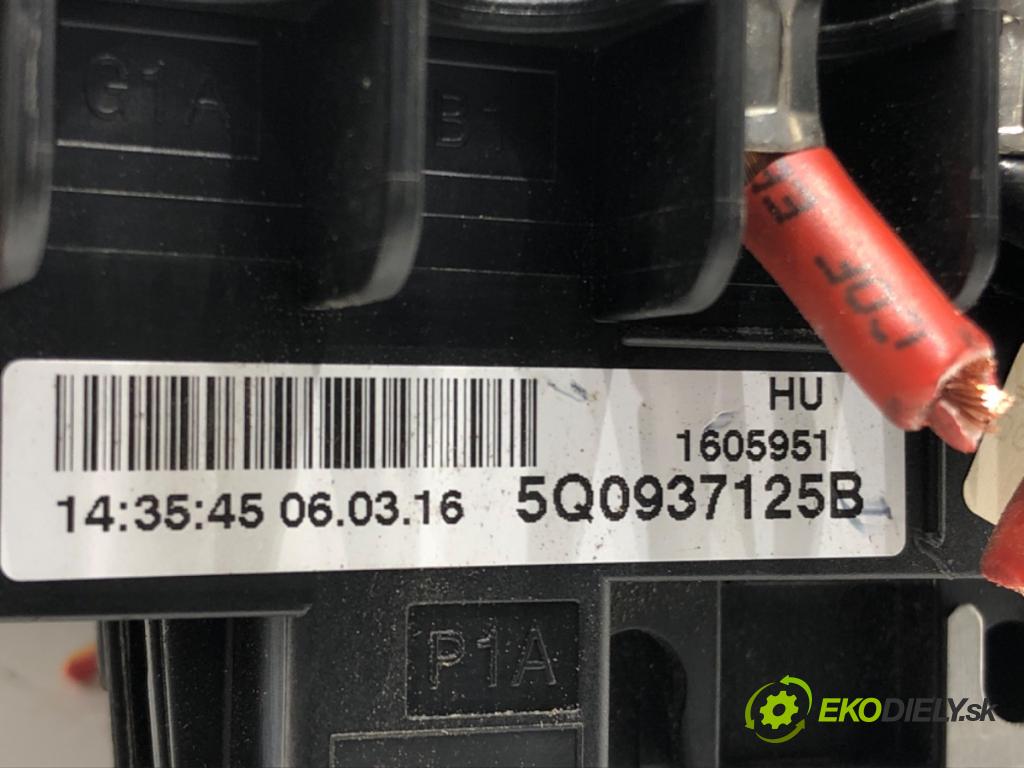 G1A
B1
HU
1605951
14:35:45 06.03.16 5Q0937125B
P1A
EKODIELY.sk